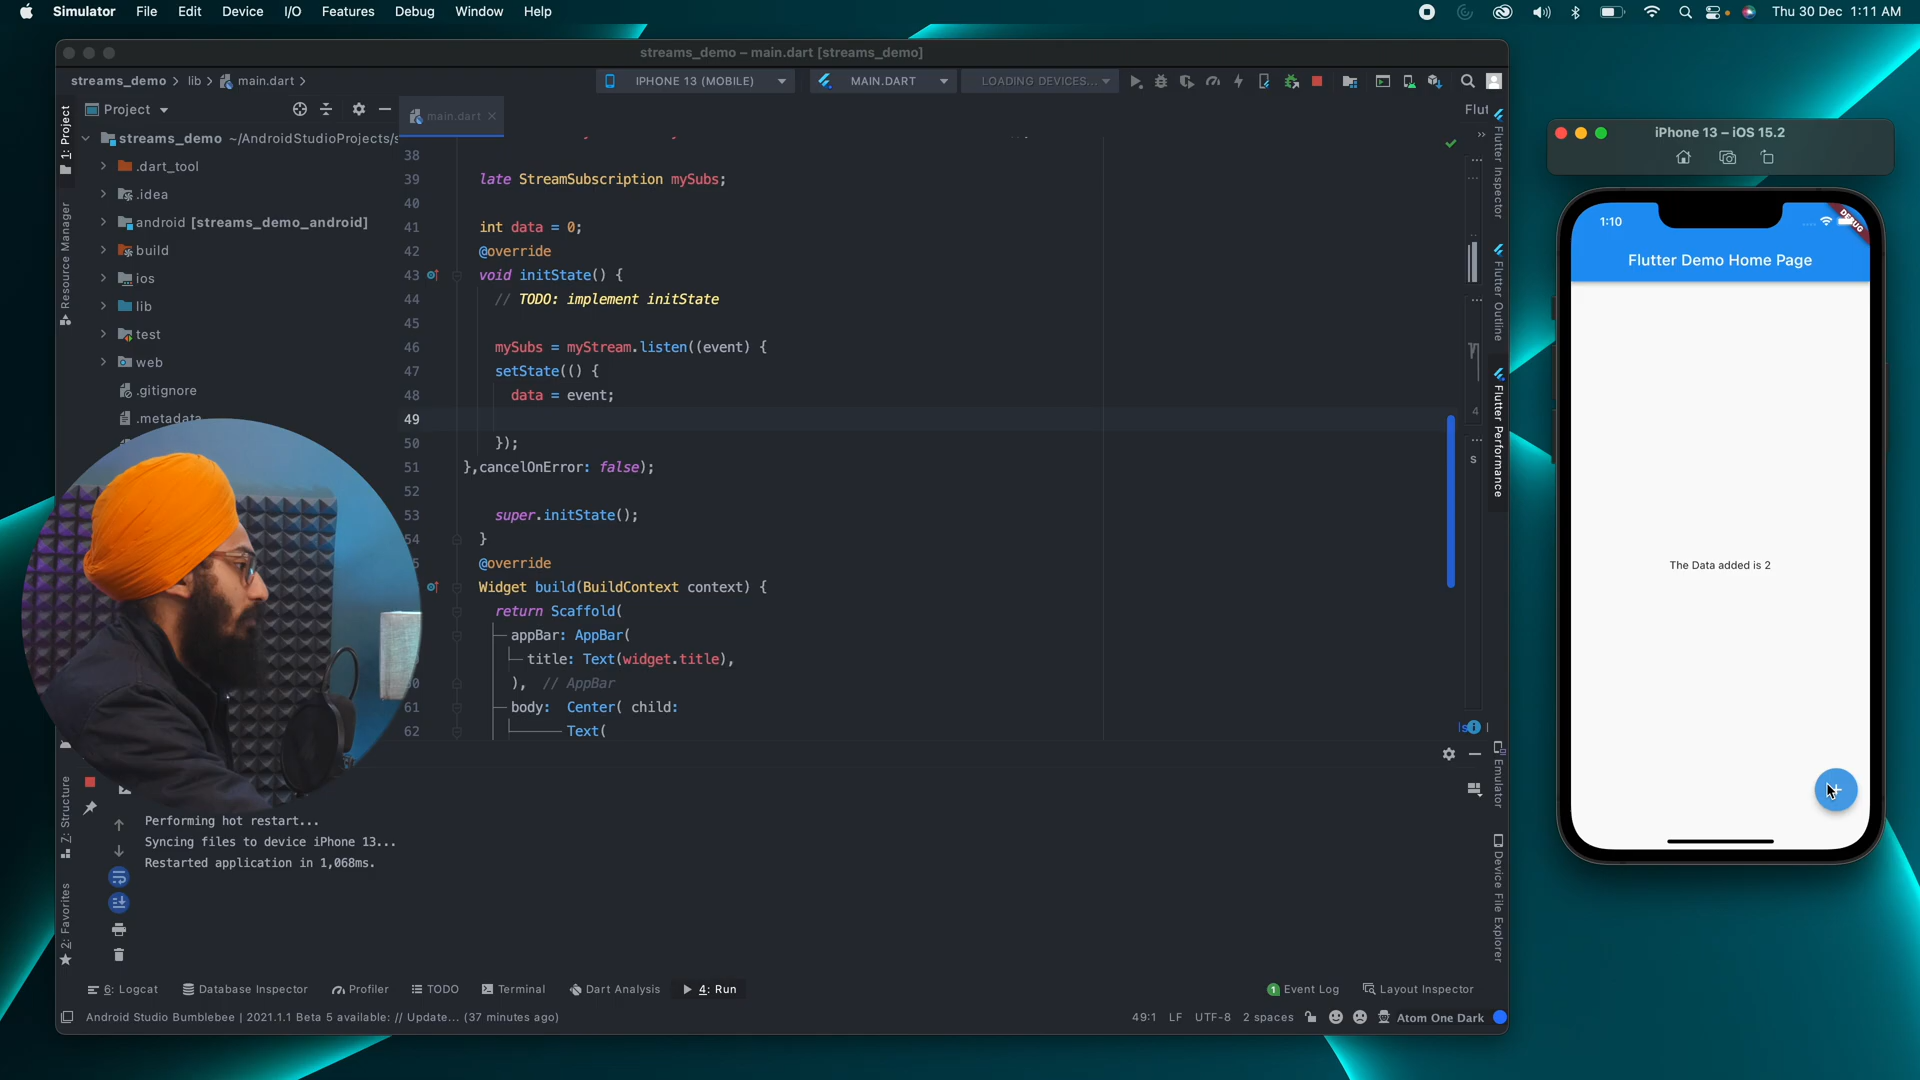 Simulator File Edit Device I/O Features Debug Window Help
Thu 30 Dec 1:11 AM
streams_demo – main.dart [streams_demo]
streams_demo lib main.dart
IPHONE 13 (MOBILE)
MAIN.DART
LOADING DEVICES...
Project
main.dart
Flut
streams_demo ~/AndroidStudioProjects/s
.dart_tool
.idea
android [streams_demo_android]
build
ios
lib
test
web
.gitignore
.metadata
1: Project
Resource Manager
Z: Structure
2: Favorites
38
39 late StreamSubscription mySubs;
40
41 int data = 0;
42 @override
43 void initState() {
44 // TODO: implement initState
45
46 mySubs = myStream.listen((event) {
47 setState(() {
48 data = event;
49
50 });
51 },cancelOnError: false);
52
53 super.initState();
54 }
5 @override
Widget build(BuildContext context) {
return Scaffold(
appBar: AppBar(
title: Text(widget.title),
0 ), // AppBar
61 body: Center( child:
62 Text(
Flutter Inspector
Flutter Outline
Flutter Performance
Emulator
Device File Explorer
4
s
Performing hot restart...
Syncing files to device iPhone 13...
Restarted application in 1,068ms.
6: Logcat Database Inspector Profiler TODO Terminal Dart Analysis 4: Run
1 Event Log Layout Inspector
Android Studio Bumblebee | 2021.1.1 Beta 5 available: // Update... (37 minutes ago)
49:1 LF UTF-8 2 spaces Atom One Dark
iPhone 13 – iOS 15.2
1:10
DEBUG
Flutter Demo Home Page
The Data added is 2